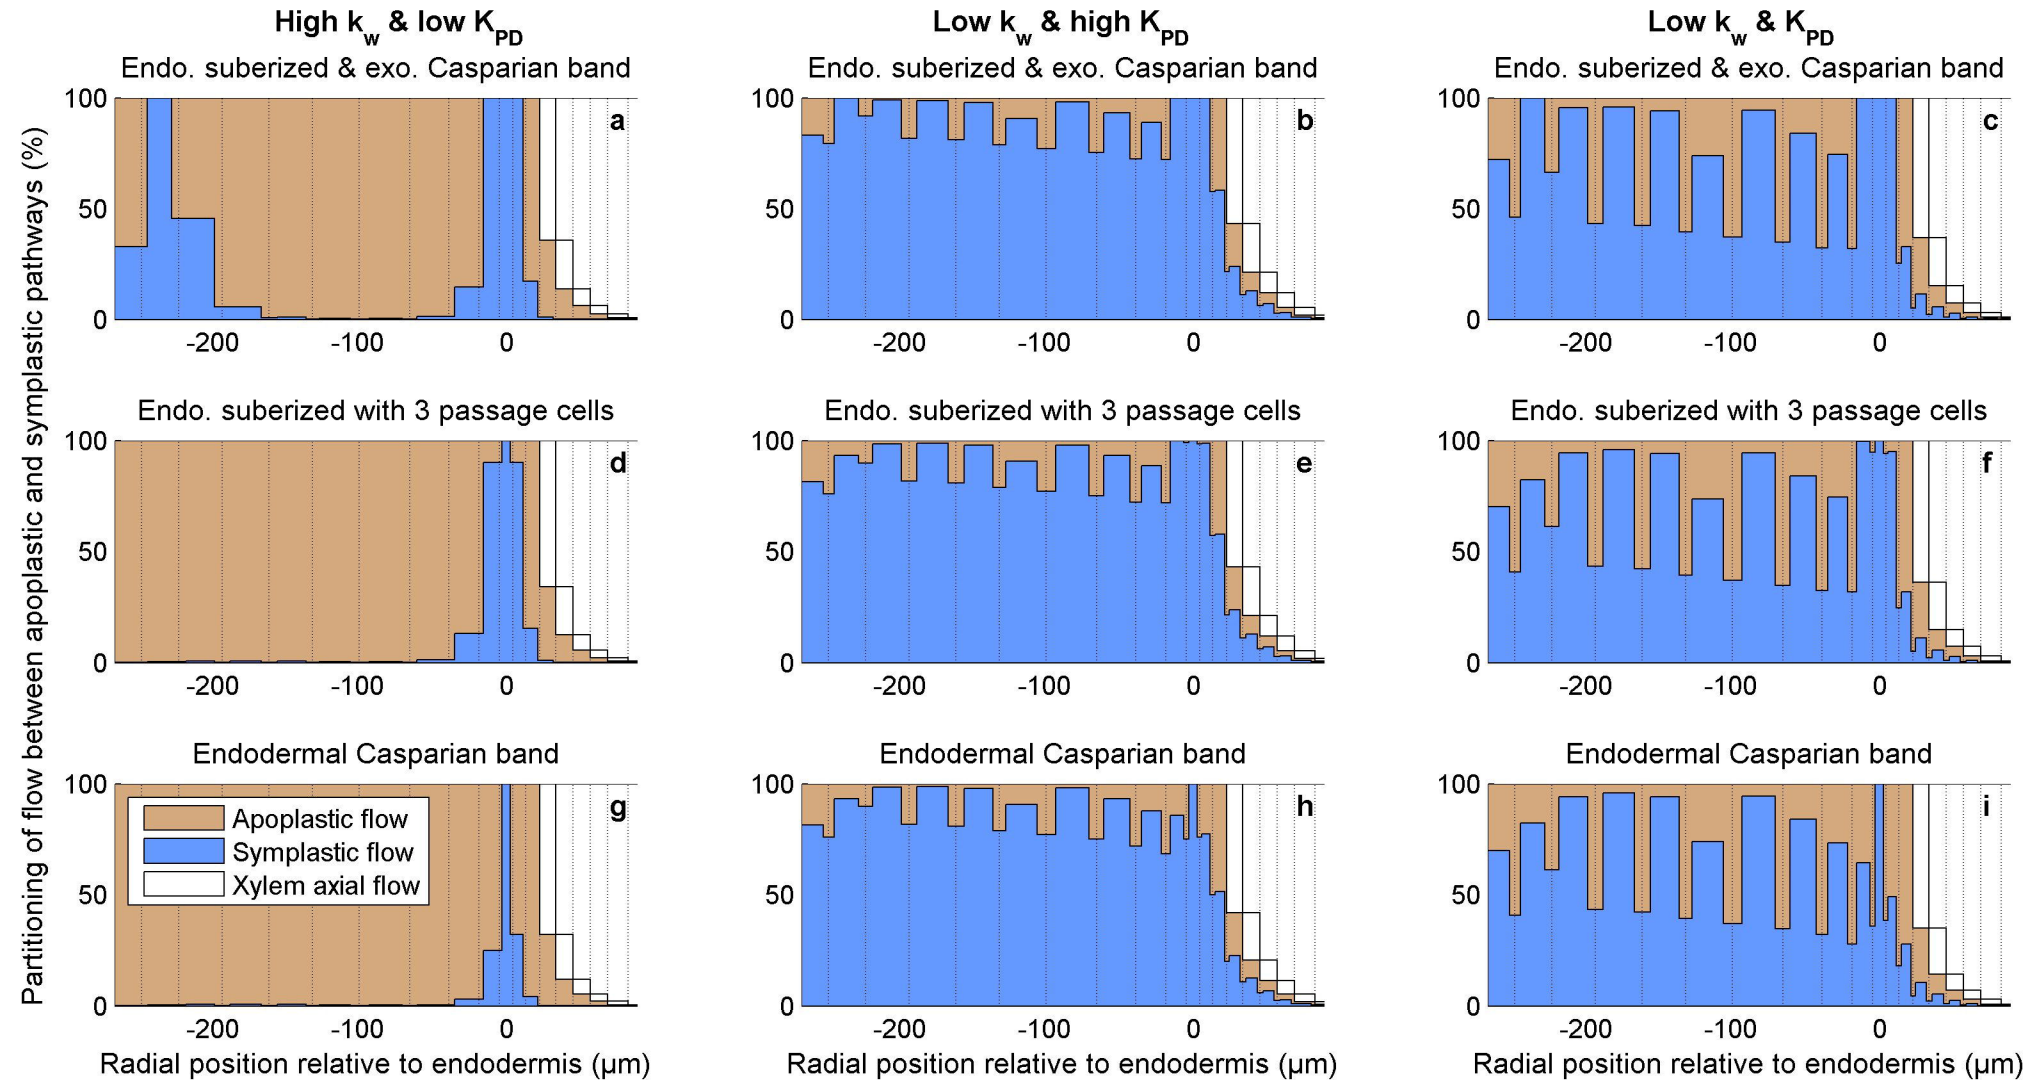 High kw & low KPD
Low kw & high KPD
Low kw & KPD
Partitioning of flow between apoplastic and symplastic pathways (%)
Endo. suberized & exo. Casparian band
Endo. suberized & exo. Casparian band
Endo. suberized & exo. Casparian band
100
50
0
a
-200
-100
0
100
50
0
b
-200
-100
0
100
50
0
c
-200
-100
0
Endo. suberized with 3 passage cells
Endo. suberized with 3 passage cells
Endo. suberized with 3 passage cells
100
50
0
d
-200
-100
0
100
50
0
e
-200
-100
0
100
50
0
f
-200
-100
0
Endodermal Casparian band
Endodermal Casparian band
Endodermal Casparian band
100
50
0
g
Apoplastic flow
Symplastic flow
Xylem axial flow
-200
-100
0
100
50
0
h
-200
-100
0
100
50
0
i
-200
-100
0
Radial position relative to endodermis (µm)
Radial position relative to endodermis (µm)
Radial position relative to endodermis (µm)